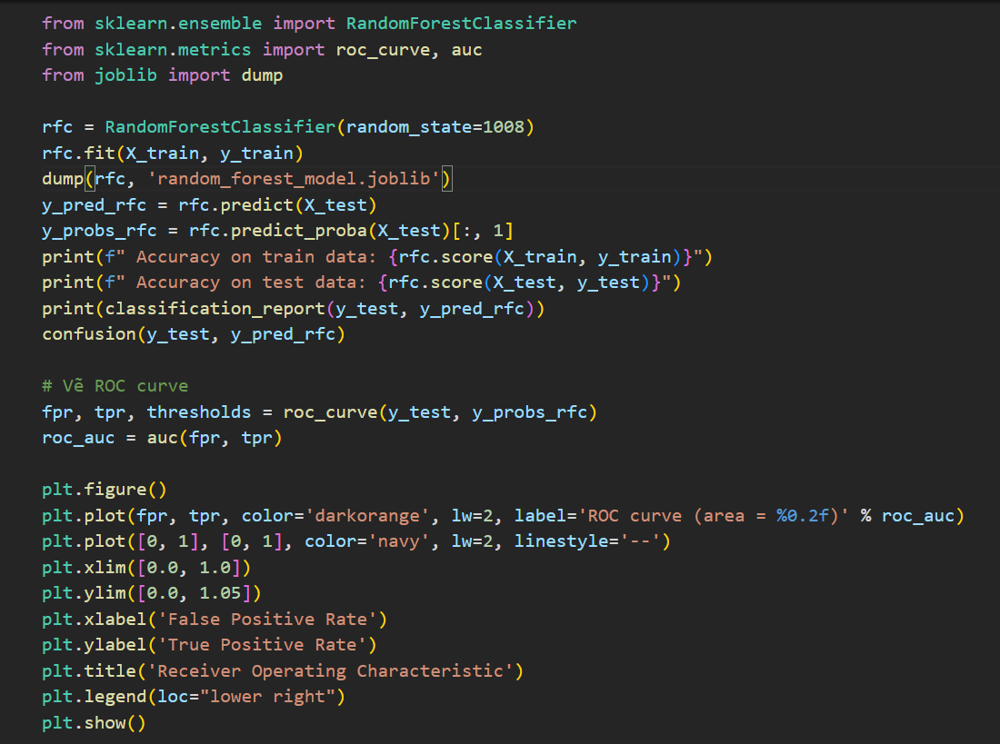 from sklearn.ensemble import RandomForestClassifier
from sklearn.metrics import roc_curve, auc
from joblib import dump
rfc = RandomForestClassifier(random_state=1008)
rfc.fit(X_train, y_train)
dump(rfc, 'random_forest_model.joblib')
y_pred_rfc = rfc.predict(X_test)
y_probs_rfc = rfc.predict_proba(X_test)[:, 1]
print(f" Accuracy on train data: {rfc.score(X_train, y_train)}")
print(f" Accuracy on test data: {rfc.score(X_test, y_test)}")
print(classification_report(y_test, y_pred_rfc))
confusion(y_test, y_pred_rfc)
# Vẽ ROC curve
fpr, tpr, thresholds = roc_curve(y_test, y_probs_rfc)
roc_auc = auc(fpr, tpr)
plt.figure()
plt.plot(fpr, tpr, color='darkorange', lw=2, label='ROC curve (area = %0.2f)' % roc_auc)
plt.plot([0, 1], [0, 1], color='navy', lw=2, linestyle='--')
plt.xlim([0.0, 1.0])
plt.ylim([0.0, 1.05])
plt.xlabel('False Positive Rate')
plt.ylabel('True Positive Rate')
plt.title('Receiver Operating Characteristic')
plt.legend(loc="lower right")
plt.show()